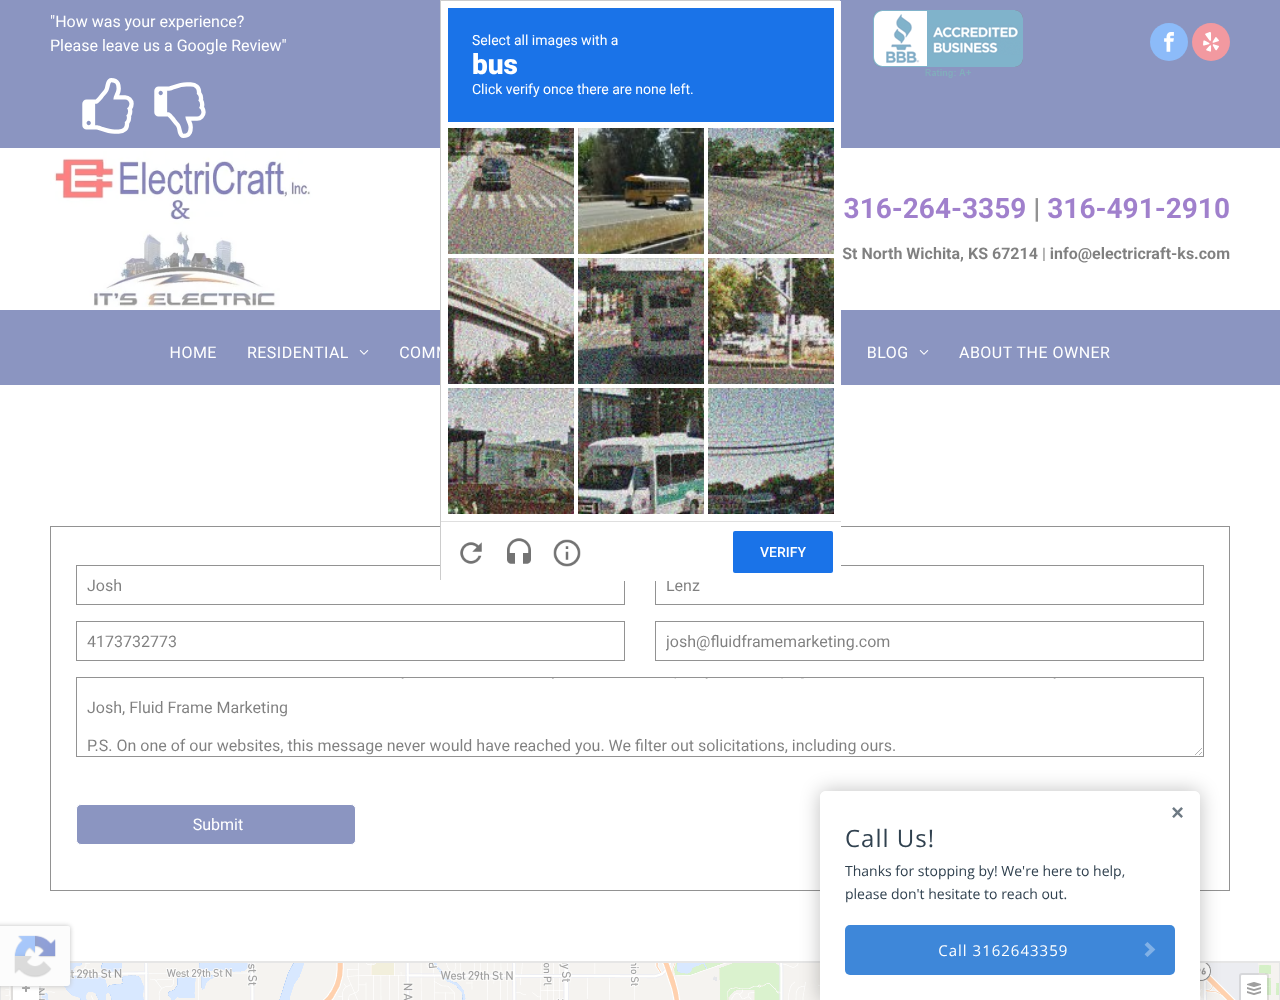 "How was your experience?
Please leave us a Google Review"
Select all images with a
bus
Click verify once there are none left.
BBB.
ACCREDITED
BUSINESS
Rating: A+
f
ElectriCraft, Inc.
&
IT'S ELECTRIC
316-264-3359 | 316-491-2910
St North Wichita, KS 67214 | info@electricraft-ks.com
HOME
RESIDENTIAL
COMM
BLOG
ABOUT THE OWNER
VERIFY
Josh
Lenz
4173732773
josh@fluidframemarketing.com
Josh, Fluid Frame Marketing
P.S. On one of our websites, this message never would have reached you. We filter out solicitations, including ours.
Submit
×
Call Us!
Thanks for stopping by! We're here to help,
please don't hesitate to reach out.
Call 3162643359
West 29th St N
West 29th St N
West 29th St N
+